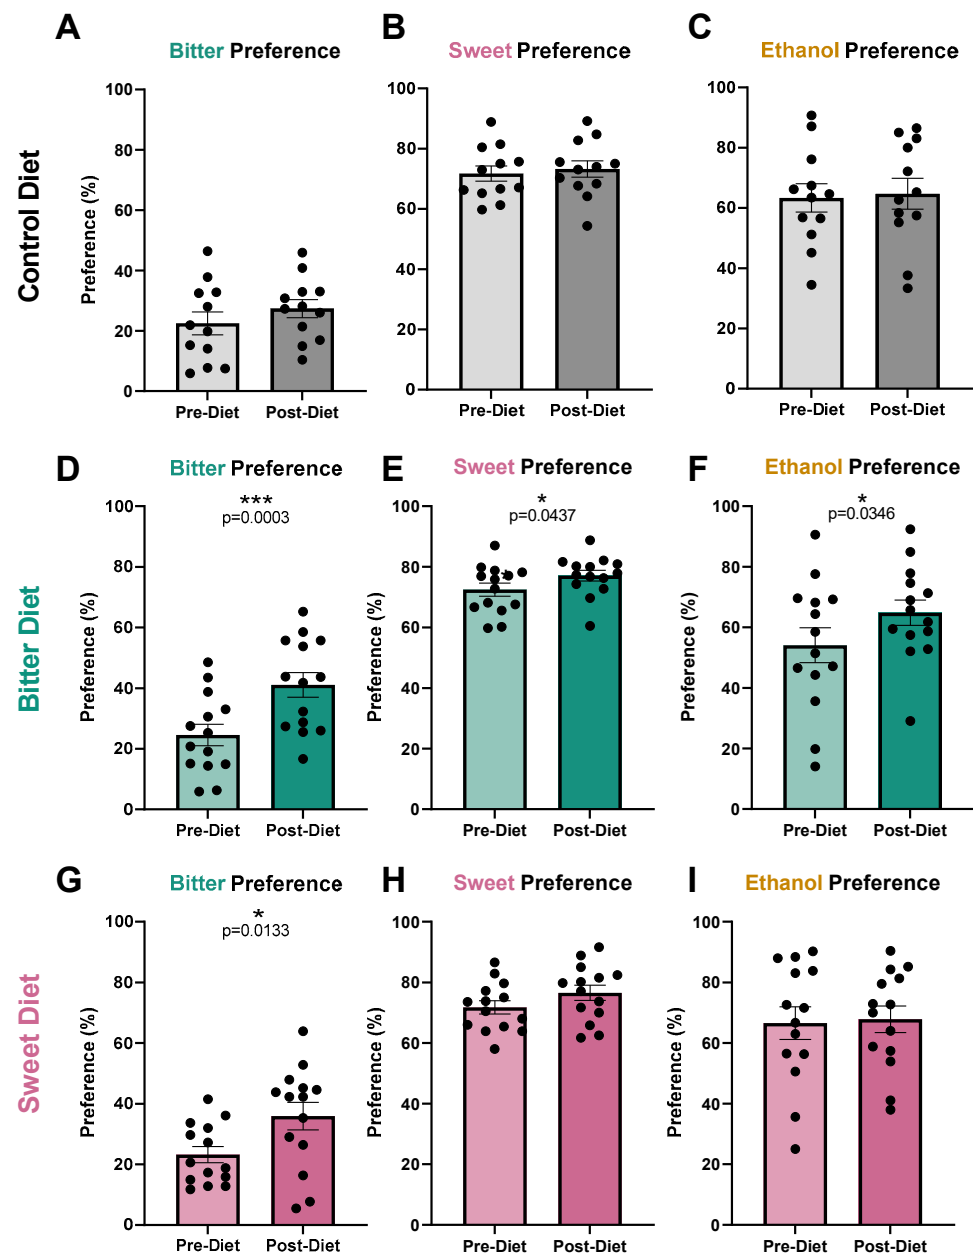 A
B
C
Bitter Preference
Sweet Preference
Ethanol Preference
Control Diet
Preference (%)
100
80
60
40
20
0
Pre-Diet
Post-Diet
100
80
60
40
20
0
Pre-Diet
Post-Diet
100
80
60
40
20
0
Pre-Diet
Post-Diet
D
E
F
Bitter Preference
Sweet Preference
Ethanol Preference
Bitter Diet
***
p=0.0003
Preference (%)
100
80
60
40
20
0
Pre-Diet
Post-Diet
*
p=0.0437
Preference (%)
100
80
60
40
20
0
Pre-Diet
Post-Diet
*
p=0.0346
Preference (%)
100
80
60
40
20
0
Pre-Diet
Post-Diet
G
H
I
Bitter Preference
Sweet Preference
Ethanol Preference
Sweet Diet
*
p=0.0133
Preference (%)
100
80
60
40
20
0
Pre-Diet
Post-Diet
Preference (%)
100
80
60
40
20
0
Pre-Diet
Post-Diet
Preference (%)
100
80
60
40
20
0
Pre-Diet
Post-Diet